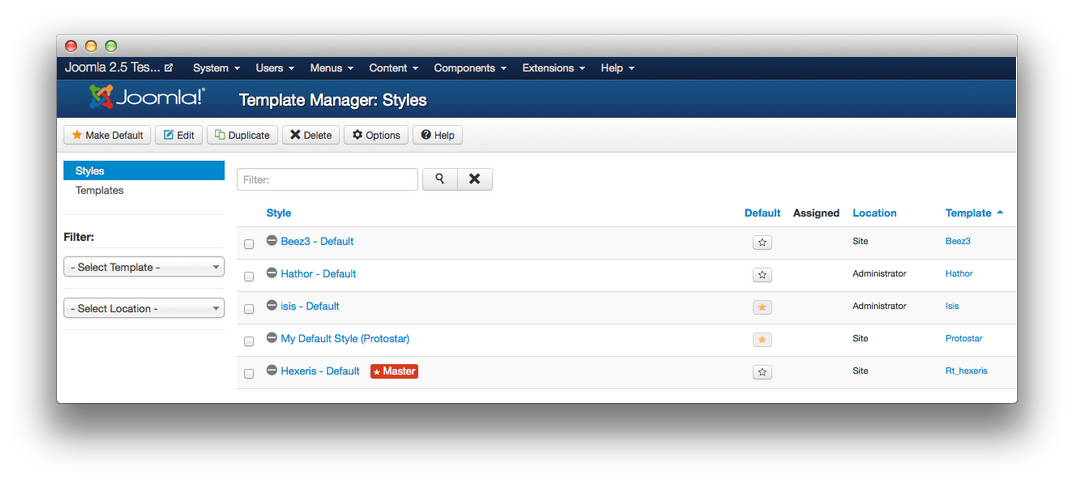 Joomla 2.5 Tes... System Users Menus Content Components Extensions Help
Joomla!® Template Manager: Styles
Make Default Edit Duplicate Delete Options Help
Styles
Templates
Filter:
- Select Template -
- Select Location -
Filter:
Style Default Assigned Location Template
Beez3 - Default Site Beez3
Hathor - Default Administrator Hathor
isis - Default Administrator Isis
My Default Style (Protostar) Site Protostar
Hexeris - Default Master Site Rt_hexeris